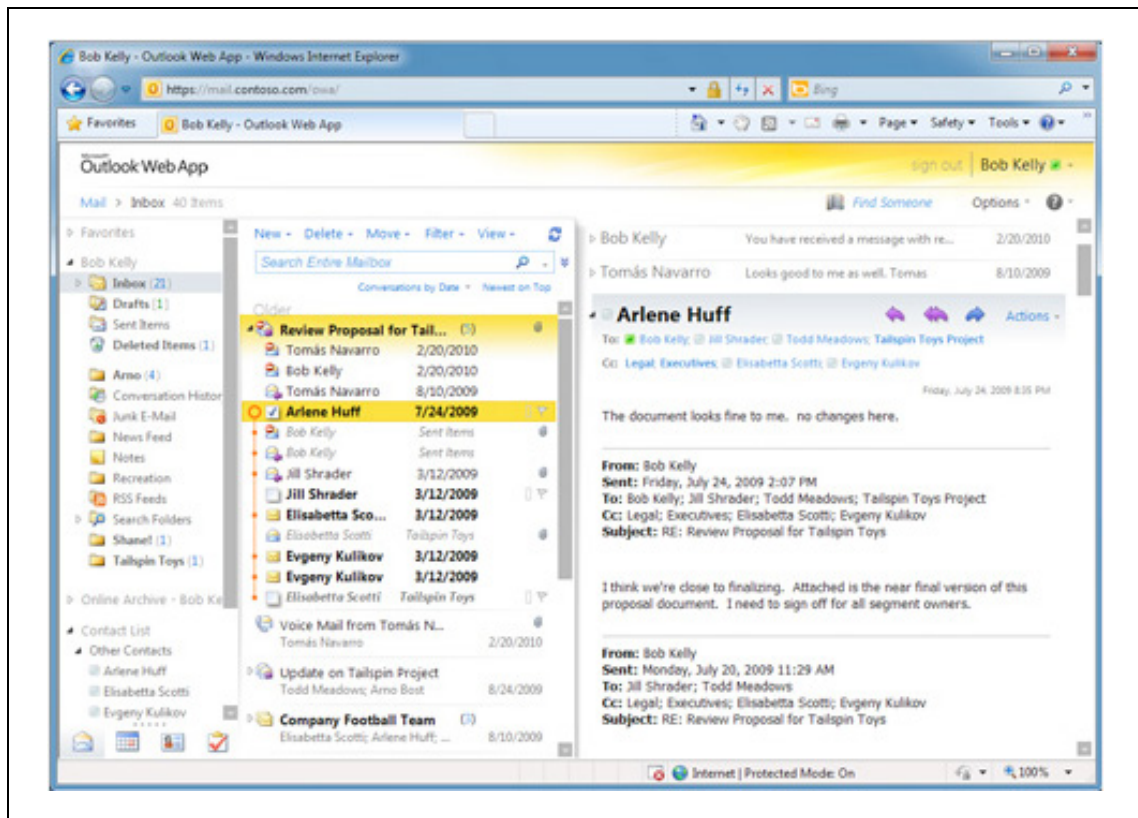 Bob Kelly - Outlook Web App - Windows Internet Explorer
https://mail.contoso.com/owa/
Bing
Favorites
Bob Kelly - Outlook Web App
Page
Safety
Tools
Microsoft
Outlook Web App
sign out
Bob Kelly
Mail > Inbox 40 Items
Find Someone
Options
Favorites
Bob Kelly
Inbox (21)
Drafts (1)
Sent Items
Deleted Items (1)
Arno (4)
Conversation Histor
Junk E-Mail
News Feed
Notes
Recreation
RSS Feeds
Search Folders
Shanel (1)
Tailspin Toys (1)
Online Archive - Bob Ke
Contact List
Other Contacts
Arlene Huff
Elisabetta Scotti
Evgeny Kulikov
New Delete Move Filter View
Search Entire Mailbox
Conversations by Date Newest on Top
Older
Review Proposal for Tail...
Tomás Navarro 2/20/2010
Bob Kelly 2/20/2010
Tomás Navarro 8/10/2009
Arlene Huff 7/24/2009
Bob Kelly Sent Items
Bob Kelly Sent Items
Jill Shrader 3/12/2009
Jill Shrader 3/12/2009
Elisabetta Sco... 3/12/2009
Elisabetta Scotti Tailspin Toys
Evgeny Kulikov 3/12/2009
Evgeny Kulikov 3/12/2009
Elisabetta Scotti Tailspin Toys
Voice Mail from Tomás N...
Tomás Navarro 2/20/2010
Update on Tailspin Project
Todd Meadows; Arno Bost 8/24/2009
Company Football Team (3)
Elisabetta Scotti; Arlene Huff; ... 8/10/2009
Bob Kelly You have received a message with re... 2/20/2010
Tomás Navarro Looks good to me as well. Tomas 8/10/2009
Arlene Huff
Actions
To: Bob Kelly; Jill Shrader; Todd Meadows; Tailspin Toys Project
Cc: Legal; Executives; Elisabetta Scotti; Evgeny Kulikov
Friday, July 24, 2009 8:35 PM
The document looks fine to me. no changes here.
From: Bob Kelly
Sent: Friday, July 24, 2009 2:07 PM
To: Bob Kelly; Jill Shrader; Todd Meadows; Tailspin Toys Project
Cc: Legal; Executives; Elisabetta Scotti; Evgeny Kulikov
Subject: RE: Review Proposal for Tailspin Toys
I think we're close to finalizing. Attached is the near final version of this
proposal document. I need to sign off for all segment owners.
From: Bob Kelly
Sent: Monday, July 20, 2009 11:29 AM
To: Jill Shrader; Todd Meadows
Cc: Legal; Executives; Elisabetta Scotti; Evgeny Kulikov
Subject: RE: Review Proposal for Tailspin Toys
Internet | Protected Mode: On
100%